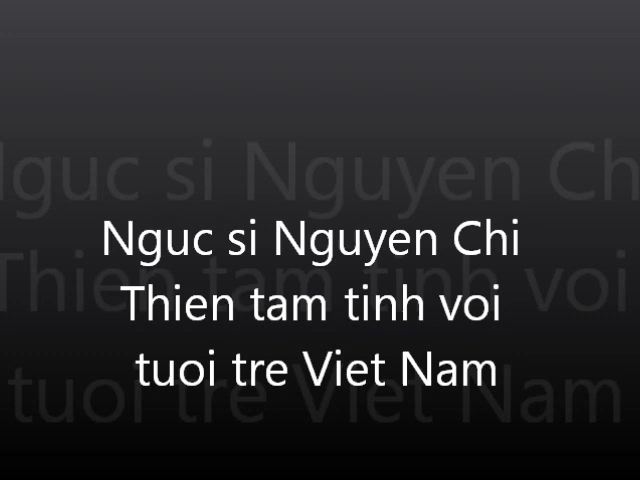 Nguc si Nguyen Chi
Thien tam tinh voi
tuoi tre Viet Nam